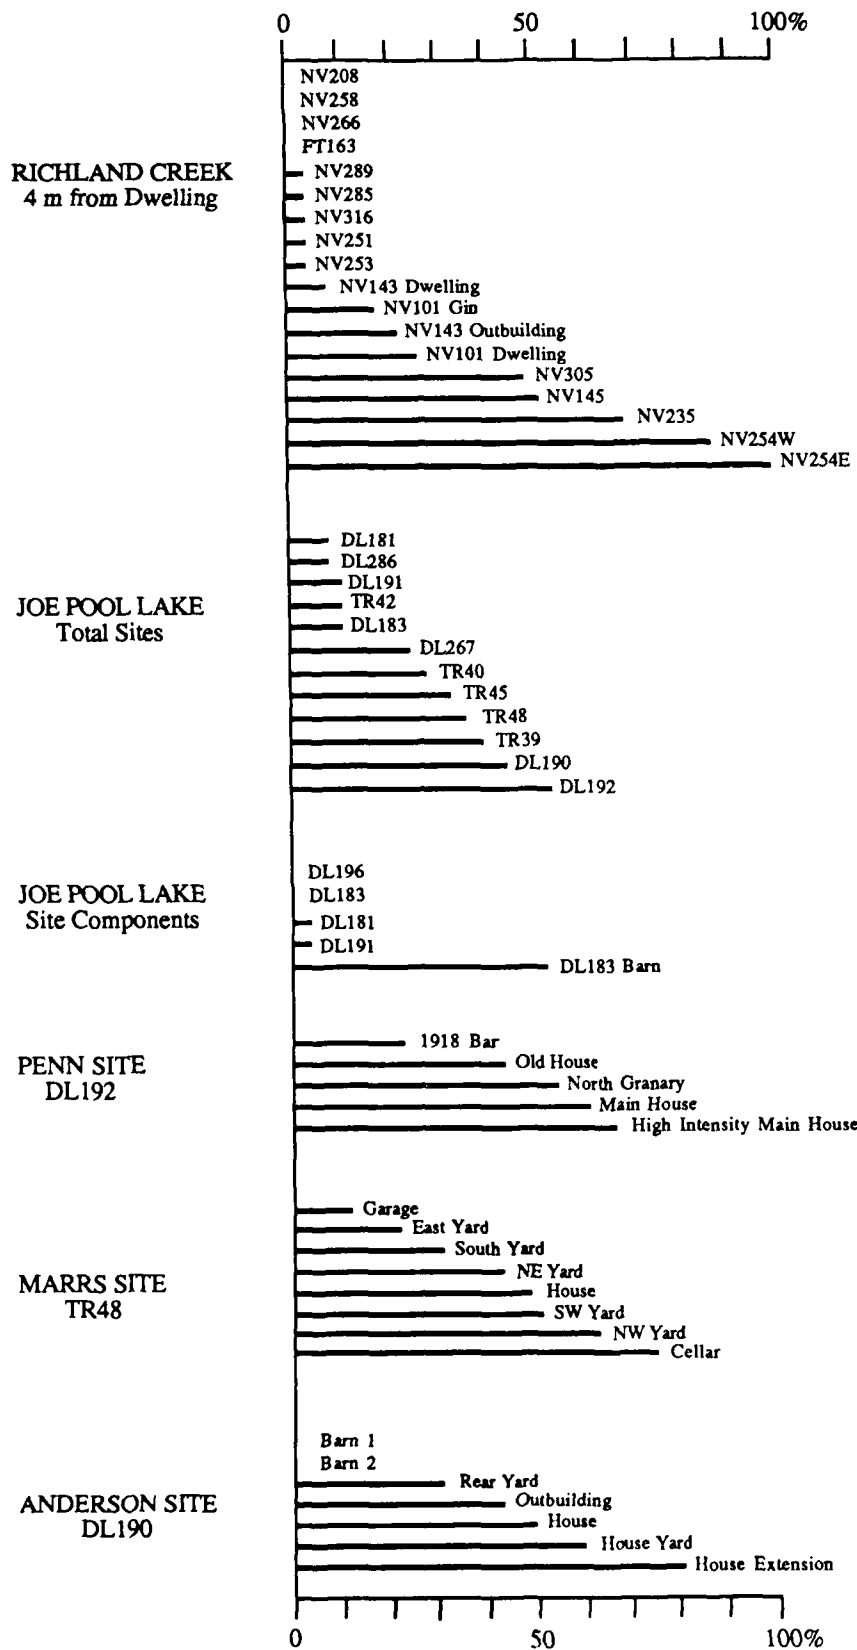 0 50 100%
NV208
NV258
NV266
FT163
RICHLAND CREEK
4 m from Dwelling
NV289
NV285
NV316
NV251
NV253
NV143 Dwelling
NV101 Gin
NV143 Outbuilding
NV101 Dwelling
NV305
NV145
NV235
NV254W
NV254E
JOE POOL LAKE
Total Sites
DL181
DL286
DL191
TR42
DL183
DL267
TR40
TR45
TR48
TR39
DL190
DL192
JOE POOL LAKE
Site Components
DL196
DL183
DL181
DL191
DL183 Barn
PENN SITE
DL192
1918 Bar
Old House
North Granary
Main House
High Intensity Main House
MARRS SITE
TR48
Garage
East Yard
South Yard
NE Yard
House
SW Yard
NW Yard
Cellar
ANDERSON SITE
DL190
Barn 1
Barn 2
Rear Yard
Outbuilding
House
House Yard
House Extension
0 50 100%